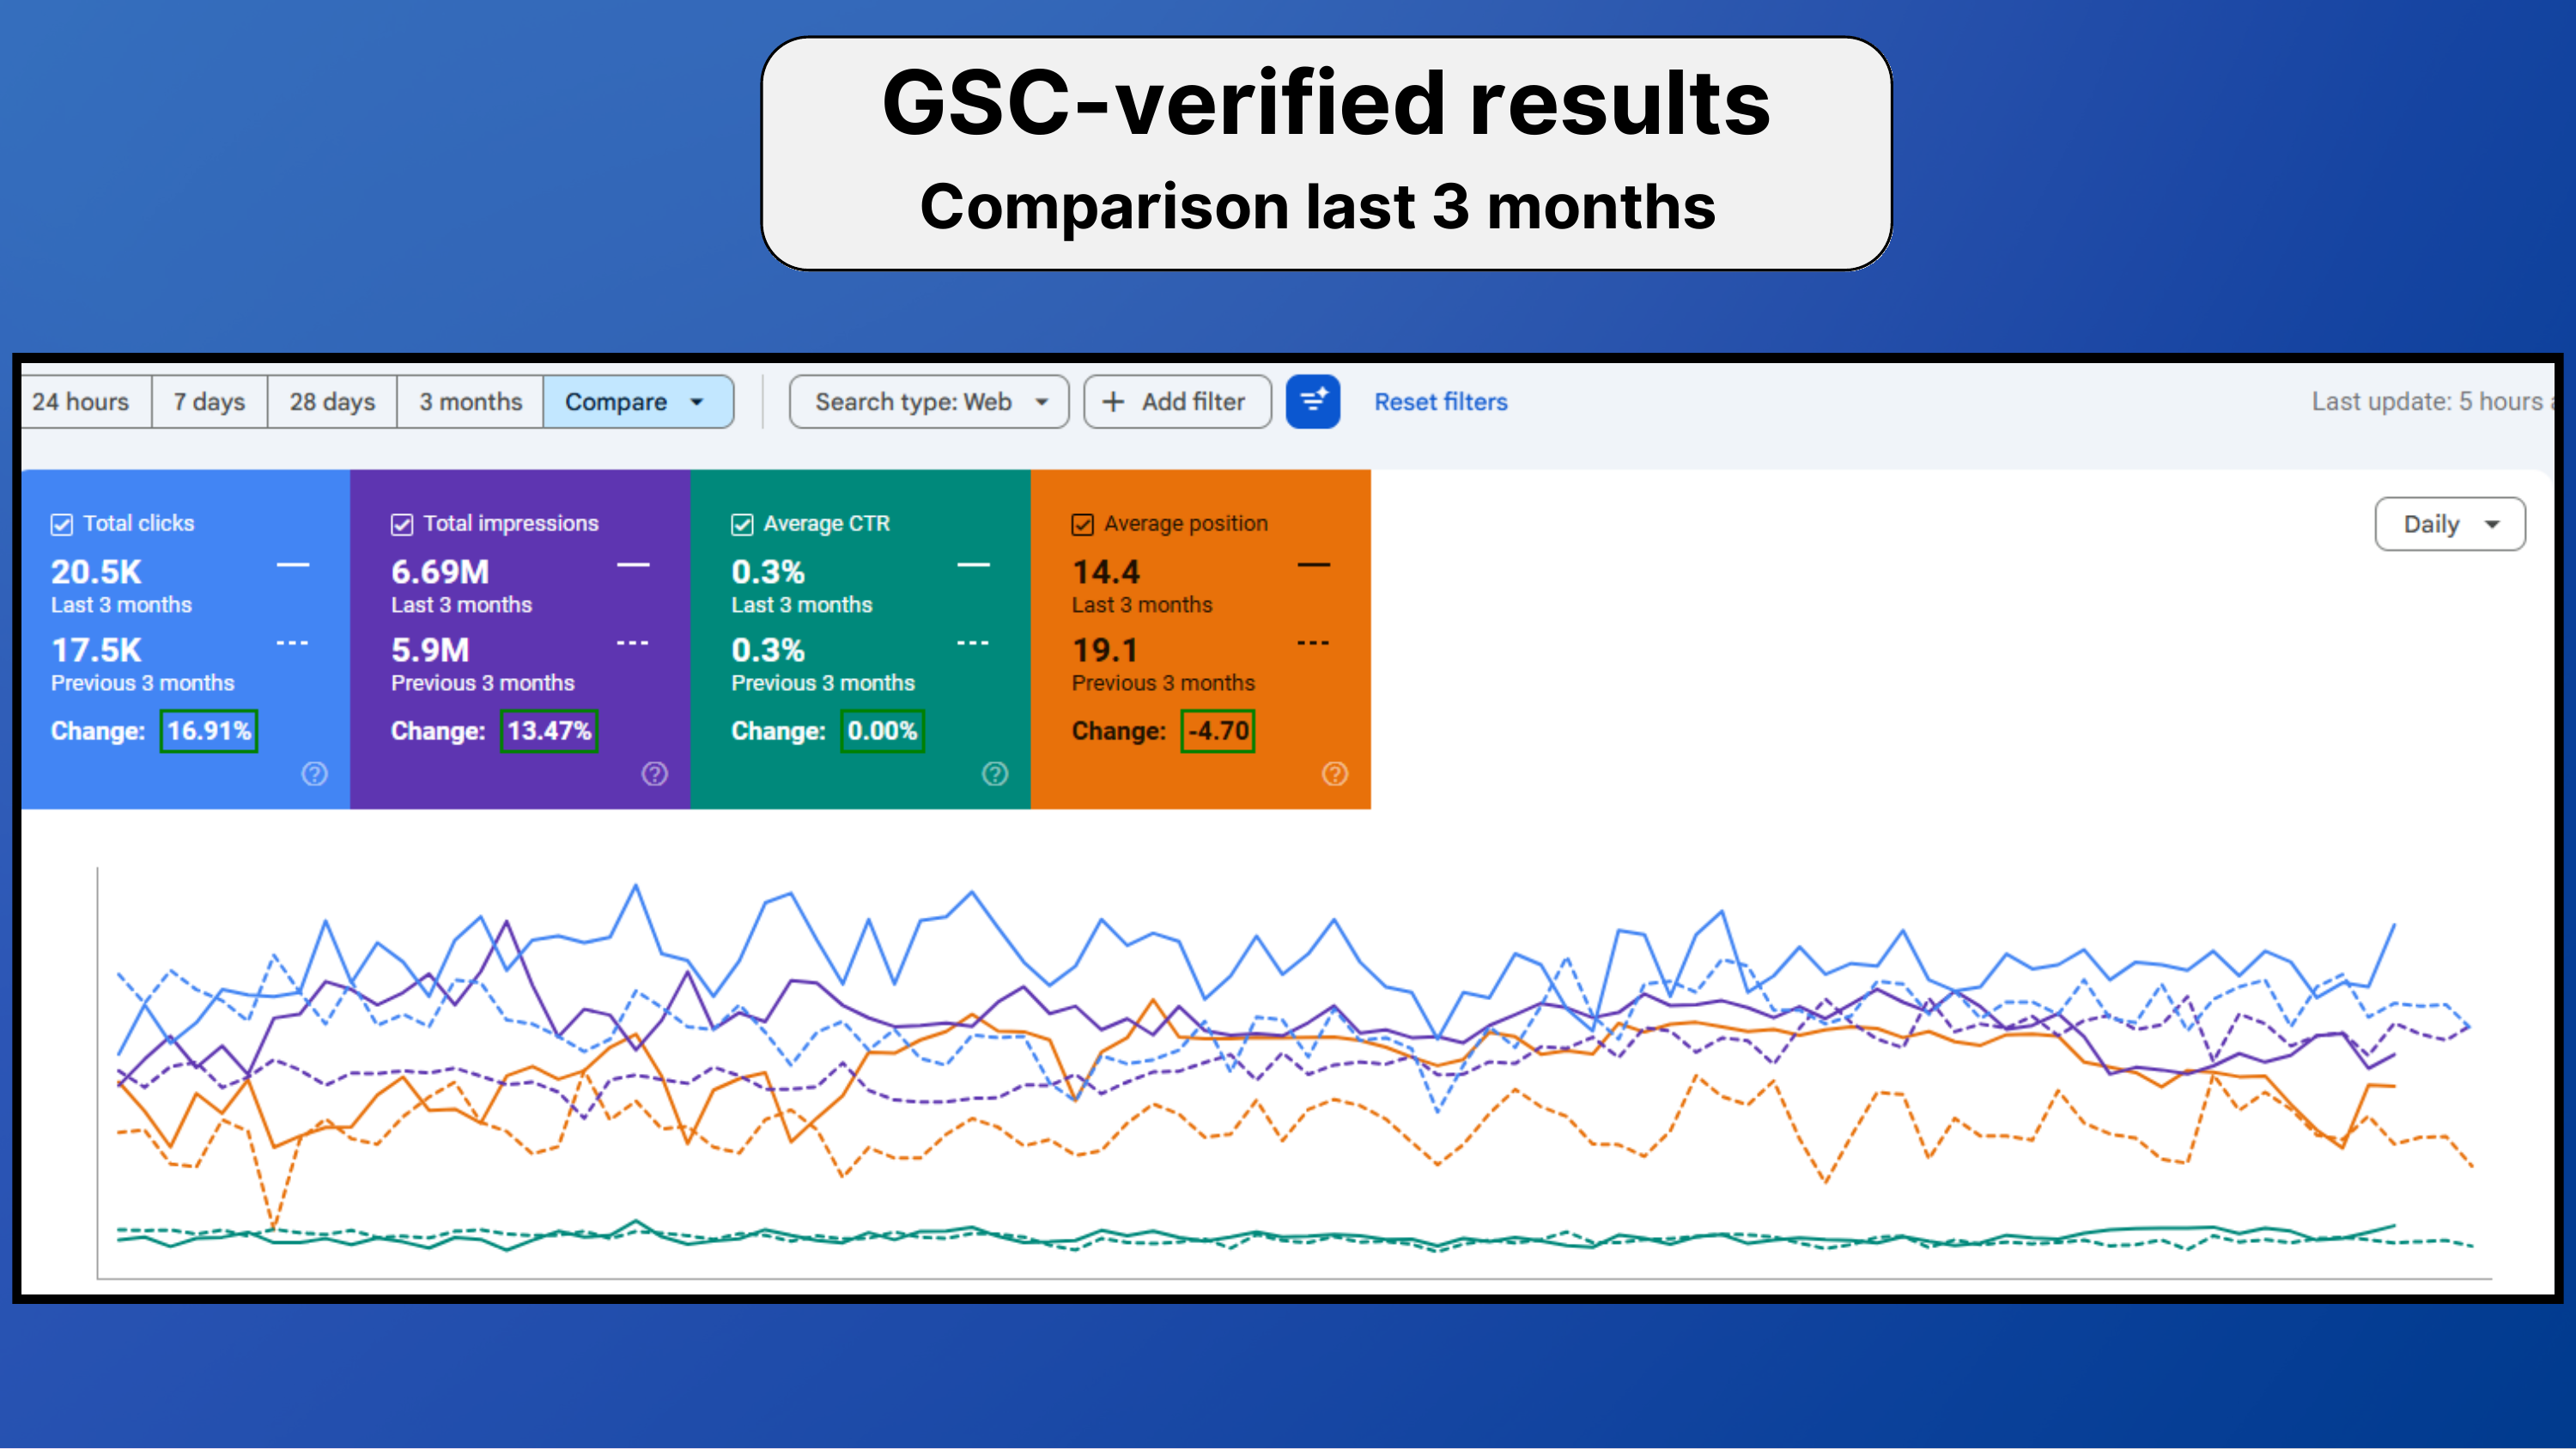 GSC-verified results
Comparison last 3 months
24 hours 7 days 28 days 3 months Compare Search type: Web + Add filter Reset filters Last update: 5 hours
Total clicks Total impressions Average CTR Average position Daily
20.5K 6.69M 0.3% 14.4
Last 3 months Last 3 months Last 3 months Last 3 months
17.5K 5.9M 0.3% 19.1
Previous 3 months Previous 3 months Previous 3 months Previous 3 months
Change: 16.91% Change: 13.47% Change: 0.00% Change: -4.70